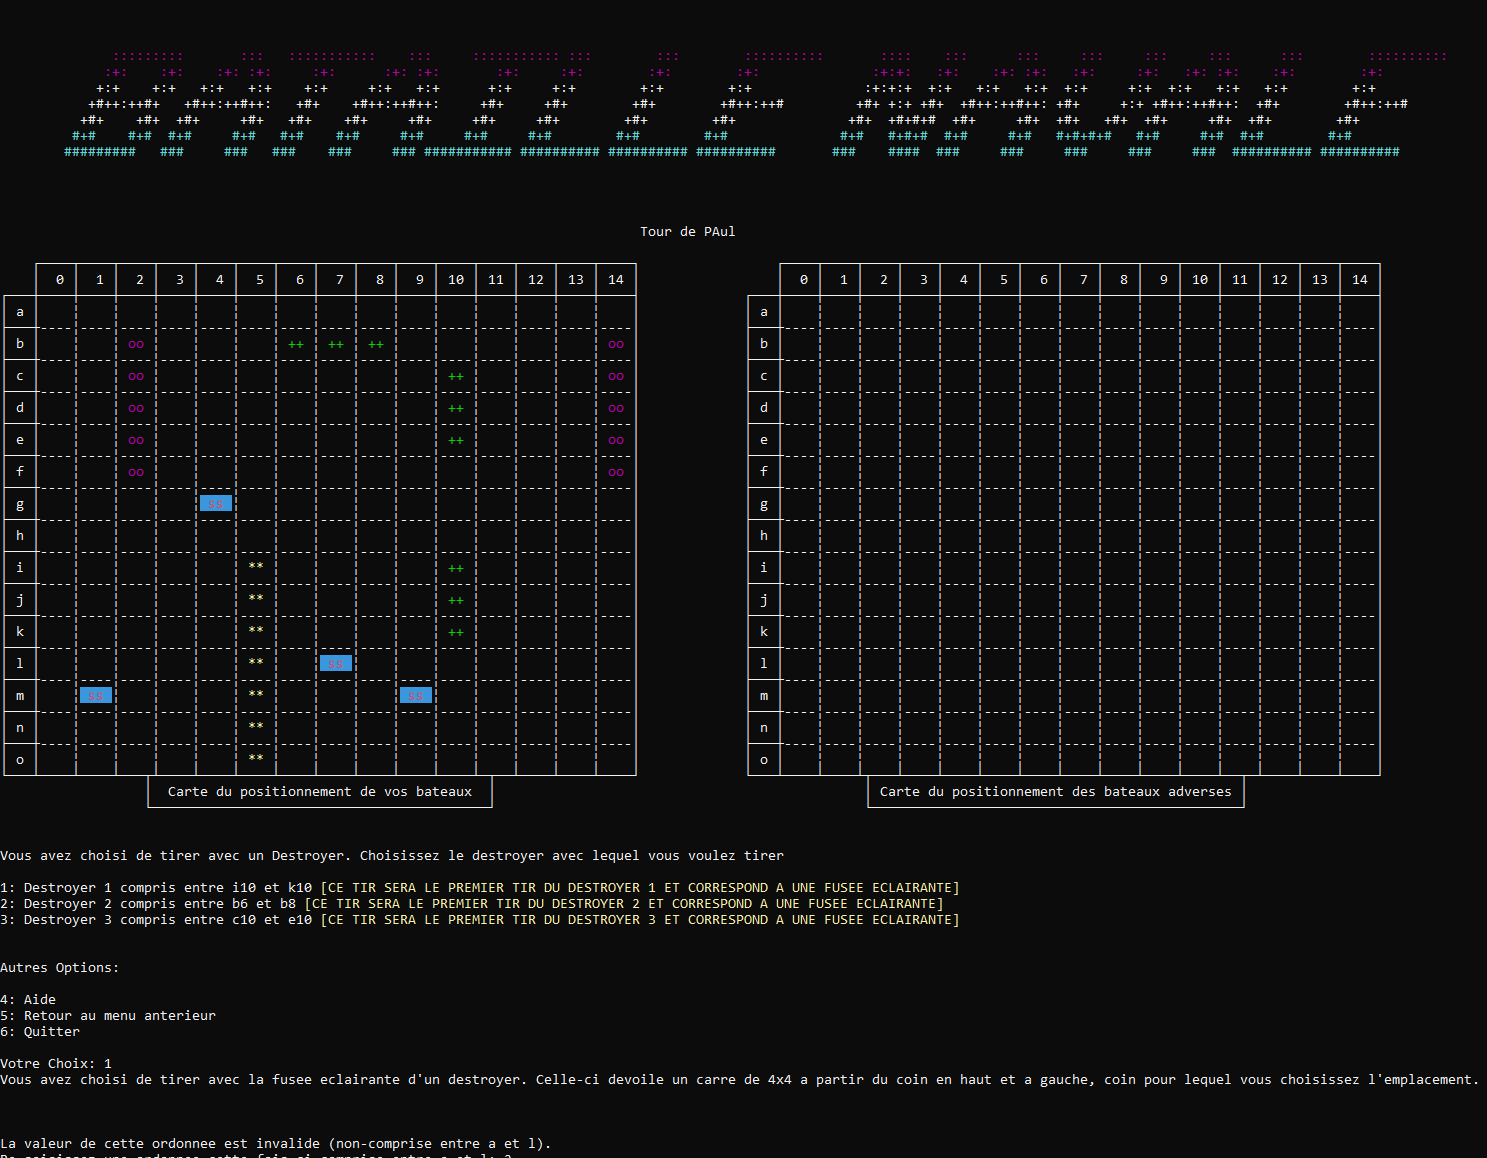 Tour de PAul
0 1 2 3 4 5 6 7 8 9 10 11 12 13 14
0 1 2 3 4 5 6 7 8 9 10 11 12 13 14
a a
b oo ++ ++ ++ oo b
c oo ++ oo c
d oo ++ oo d
e oo ++ oo e
f oo oo f
g ss g
h h
i ** ++ i
j ** ++ j
k ** ++ k
l ** ss l
m ss ** ss m
n ** n
o ** o
Carte du positionnement de vos bateaux
Carte du positionnement des bateaux adverses
Vous avez choisi de tirer avec un Destroyer. Choisissez le destroyer avec lequel vous voulez tirer
1: Destroyer 1 compris entre i10 et k10 [CE TIR SERA LE PREMIER TIR DU DESTROYER 1 ET CORRESPOND A UNE FUSEE ECLAIRANTE]
2: Destroyer 2 compris entre b6 et b8 [CE TIR SERA LE PREMIER TIR DU DESTROYER 2 ET CORRESPOND A UNE FUSEE ECLAIRANTE]
3: Destroyer 3 compris entre c10 et e10 [CE TIR SERA LE PREMIER TIR DU DESTROYER 3 ET CORRESPOND A UNE FUSEE ECLAIRANTE]
Autres Options:
4: Aide
5: Retour au menu anterieur
6: Quitter
Votre Choix: 1
Vous avez choisi de tirer avec la fusee eclairante d'un destroyer. Celle-ci devoile un carre de 4x4 a partir du coin en haut et a gauche, coin pour lequel vous choisissez l'emplacement.
La valeur de cette ordonnee est invalide (non-comprise entre a et l).